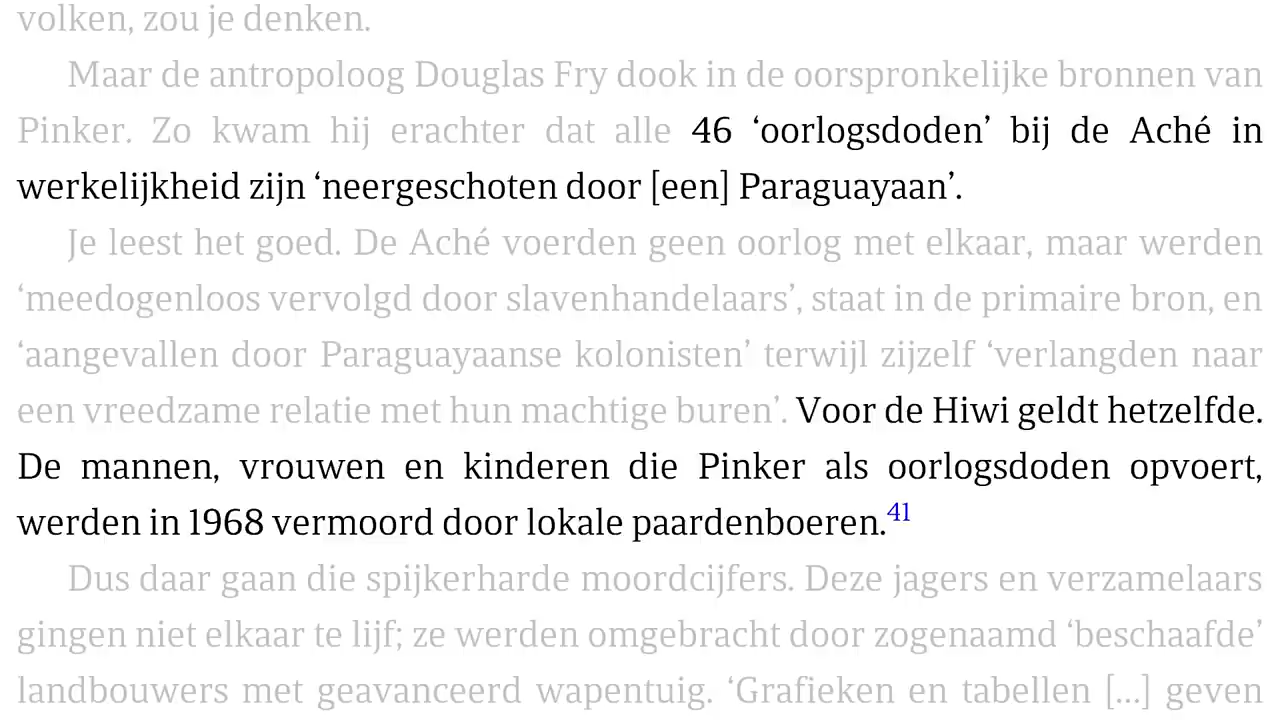 volken, zou je denken.
Maar de antropoloog Douglas Fry dook in de oorspronkelijke bronnen van
Pinker. Zo kwam hij erachter dat alle 46 ‘oorlogsdoden’ bij de Aché in
werkelijkheid zijn ‘neergeschoten door [een] Paraguayaan’.
Je leest het goed. De Aché voerden geen oorlog met elkaar, maar werden
‘meedogenloos vervolgd door slavenhandelaars’, staat in de primaire bron, en
‘aangevallen door Paraguayaanse kolonisten’ terwijl zijzelf ‘verlangden naar
een vreedzame relatie met hun machtige buren’. Voor de Hiwi geldt hetzelfde.
De mannen, vrouwen en kinderen die Pinker als oorlogsdoden opvoert,
werden in 1968 vermoord door lokale paardenboeren.41
Dus daar gaan die spijkerharde moordcijfers. Deze jagers en verzamelaars
gingen niet elkaar te lijf; ze werden omgebracht door zogenaamd ‘beschaafde’
landbouwers met geavanceerd wapentuig. ‘Grafieken en tabellen [...] geven